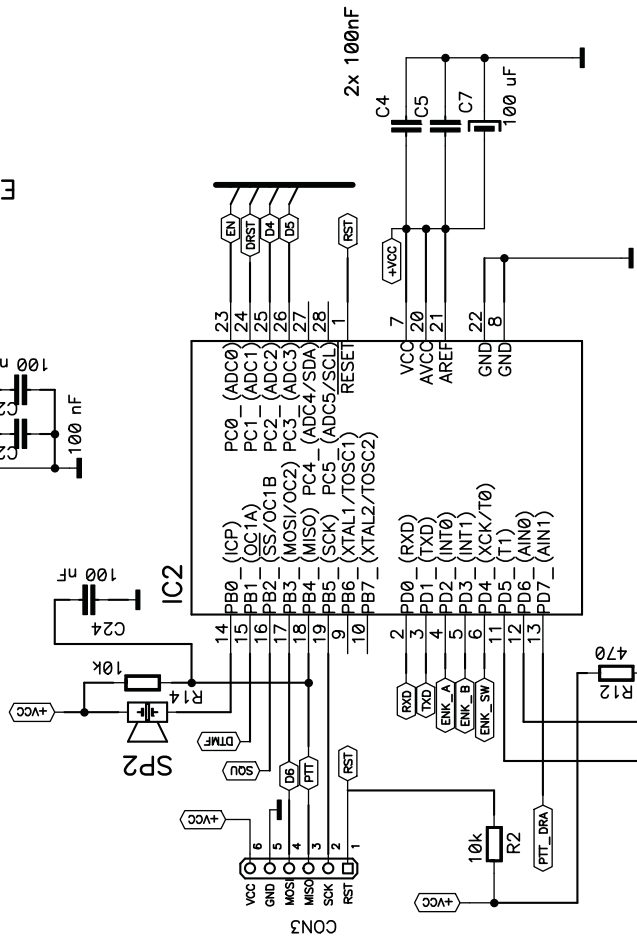 2x 100nF
C4
C5
C7
100 uF
E
EN
DRST
D4
D5
RST
+VCC
23
24
25
26
27
28
1
7
20
21
22
8
PC0_(ADC0)
PC1_(ADC1)
PC2_(ADC2)
PC3_(ADC3)
PC4_(ADC4/SDA)
PC5_(ADC5/SCL)
RESET
VCC
AVCC
AREF
GND
GND
100 n
C2
C2
100 nF
IC2
PB0_(ICP)
PB1_(OC1A)
PB2_(SS/OC1B)
PB3_(MOSI/OC2)
PB4_(MISO)
PB5_(SCK)
PB6_(XTAL1/TOSC1)
PB7_(XTAL2/TOSC2)
PD0_(RXD)
PD1_(TXD)
PD2_(INT0)
PD3_(INT1)
PD4_(XCK/T0)
PD5_(T1)
PD6_(AIN0)
PD7_(AIN1)
14
15
16
17
18
19
9
10
2
3
4
5
6
11
12
13
100 nF
C24
10k
R14
+VCC
SP2
DTMF
SQU
D6
PTT
RST
RXD
TXD
ENK_A
ENK_B
ENK_SW
470
R12
+VCC
6
5
4
3
2
1
VCC
GND
MOSI
MISO
SCK
RST
CON3
10k
R2
+VCC
PTT_DRA